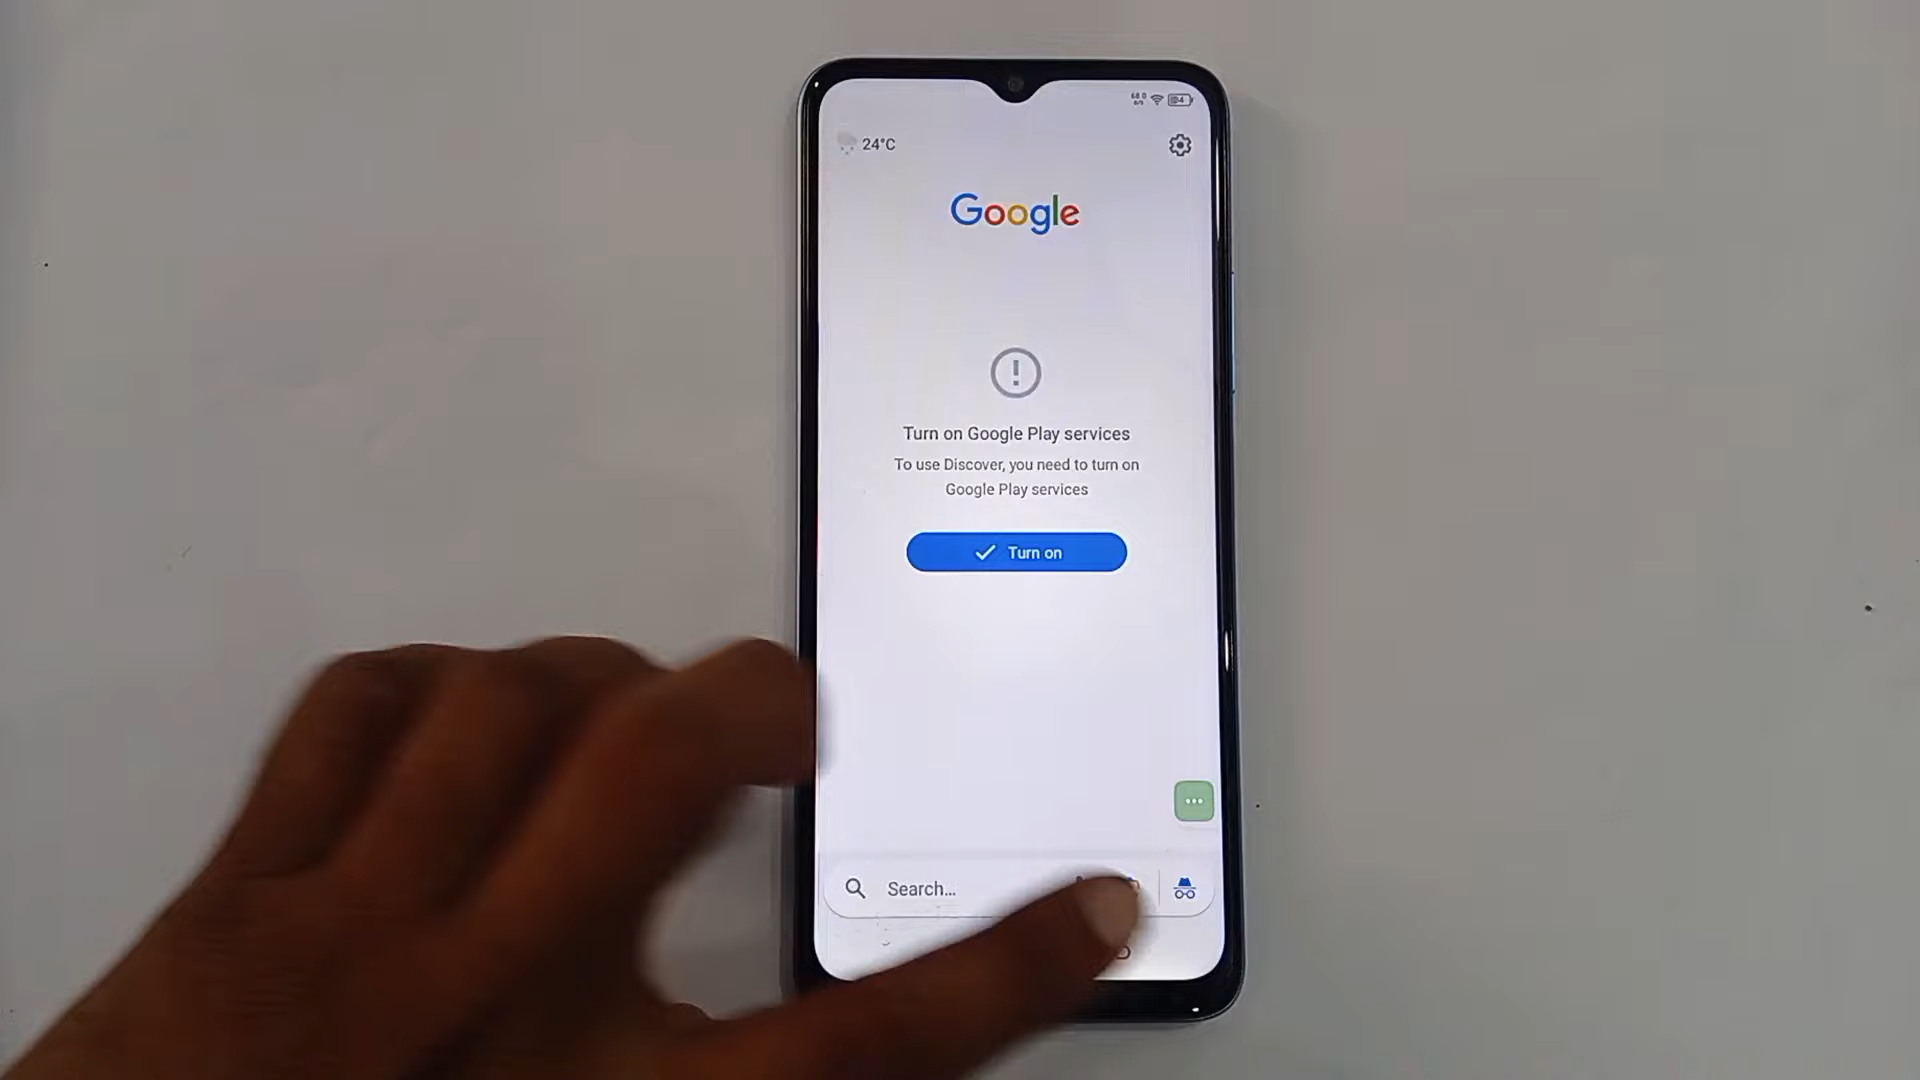 24°C
Google
Turn on Google Play services
To use Discover, you need to turn on
Google Play services
Turn on
Search...